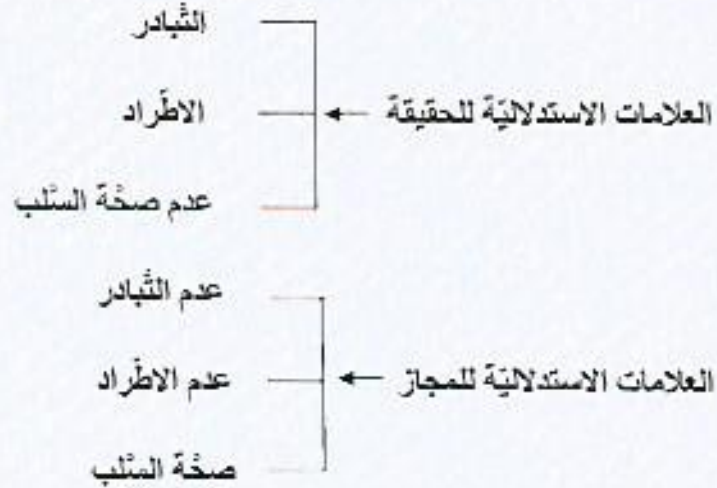 التَّبادر
العلامات الاستدلاليّة للحقيقة
الاطّراد
عدم صحّة السّلب
عدم التَّبادر
العلامات الاستدلاليّة للمجاز
عدم الاطّراد
صحّة السّلب